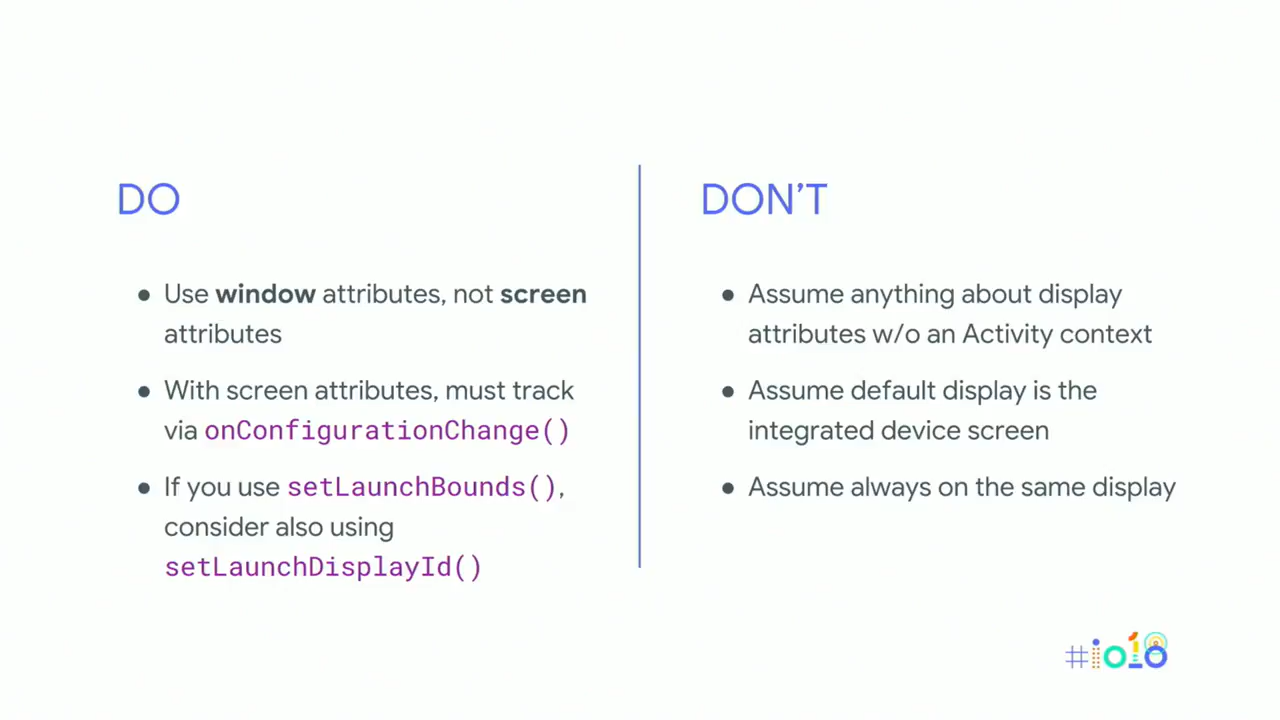 DO
● Use window attributes, not screen
attributes
● With screen attributes, must track
via onConfigurationChange()
● If you use setLaunchBounds(),
consider also using
setLaunchDisplayId()
DON’T
● Assume anything about display
attributes w/o an Activity context
● Assume default display is the
integrated device screen
● Assume always on the same display
#io18